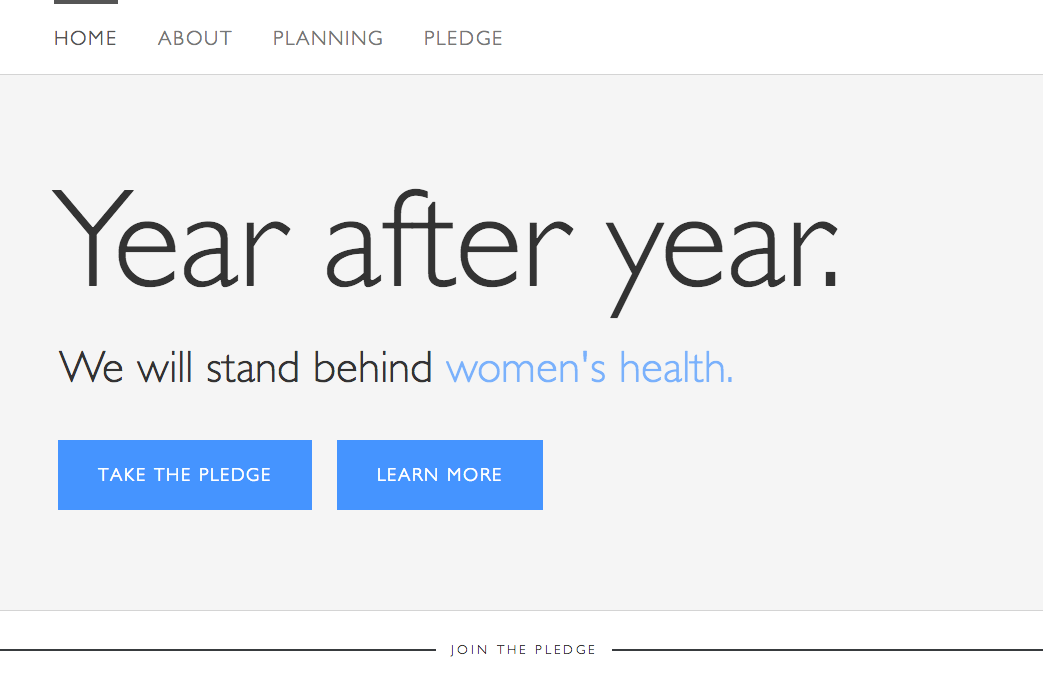 HOME ABOUT PLANNING PLEDGE
Year after year.
We will stand behind women's health.
TAKE THE PLEDGE LEARN MORE
JOIN THE PLEDGE